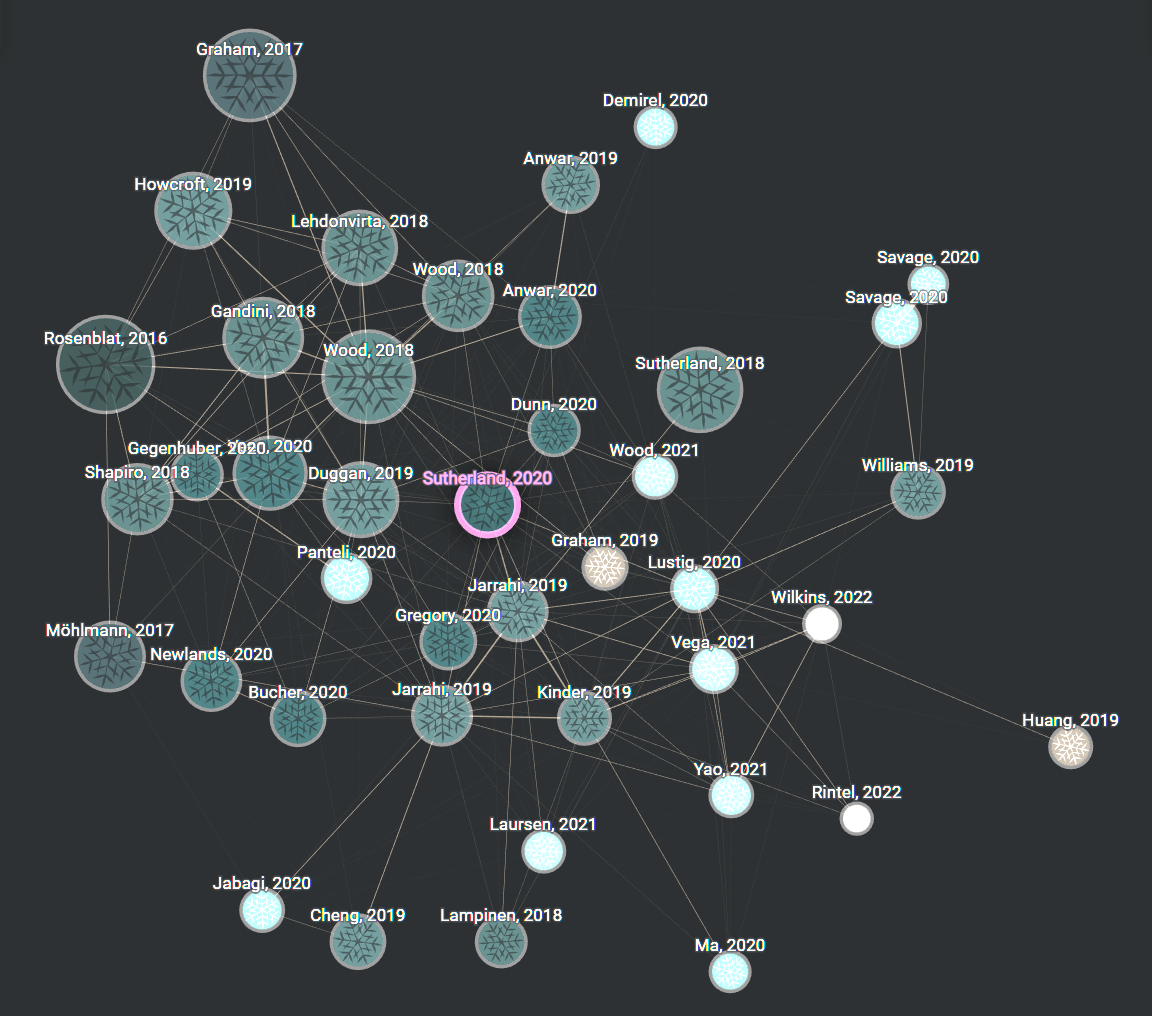 Graham, 2017
Demirel, 2020
Anwar, 2019
Howcroft, 2019
Lehdonvirta, 2018
Savage, 2020
Wood, 2018
Anwar, 2020
Savage, 2020
Gandini, 2018
Rosenblat, 2016
Wood, 2018
Sutherland, 2018
Dunn, 2020
Gegenhuber, 2020
2020
Wood, 2021
Shapiro, 2018
Duggan, 2019
Sutherland, 2020
Williams, 2019
Graham, 2019
Panteli, 2020
Lustig, 2020
Jarrahi, 2019
Wilkins, 2022
Gregory, 2020
Möhlmann, 2017
Vega, 2021
Newlands, 2020
Bucher, 2020
Jarrahi, 2019
Kinder, 2019
Huang, 2019
Yao, 2021
Rintel, 2022
Laursen, 2021
Jabagi, 2020
Cheng, 2019
Lampinen, 2018
Ma, 2020